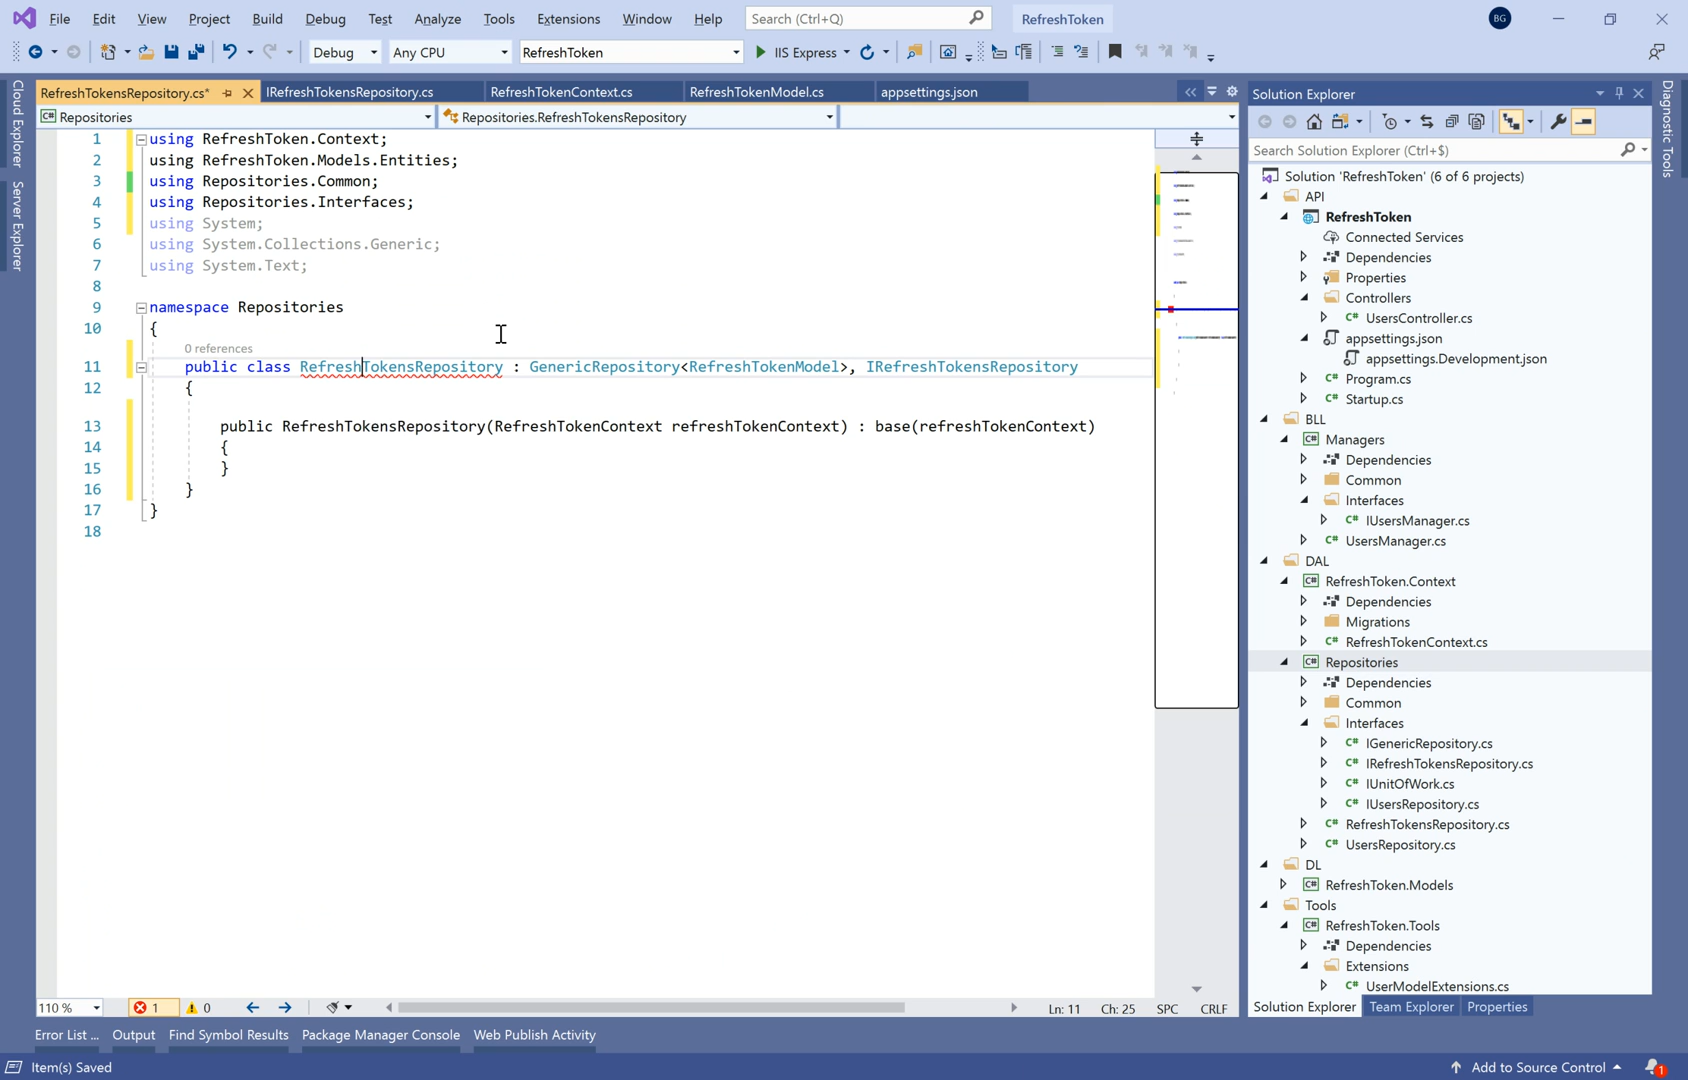 File Edit View Project Build Debug Test Analyze Tools Extensions Window Help Search (Ctrl+Q) RefreshToken BG
Debug Any CPU RefreshToken IIS Express
Cloud Explorer
Server Explorer
RefreshTokensRepository.cs* IRefreshTokensRepository.cs RefreshTokenContext.cs RefreshTokenModel.cs appsettings.json
C# Repositories Repositories.RefreshTokensRepository
1 using RefreshToken.Context;
2 using RefreshToken.Models.Entities;
3 using Repositories.Common;
4 using Repositories.Interfaces;
5 using System;
6 using System.Collections.Generic;
7 using System.Text;
8
9 namespace Repositories
10 {
0 references
11 public class RefreshTokensRepository : GenericRepository<RefreshTokenModel>, IRefreshTokensRepository
12 {
13 public RefreshTokensRepository(RefreshTokenContext refreshTokenContext) : base(refreshTokenContext)
14 {
15 }
16 }
17 }
18
110 % 1 0 Ln: 11 Ch: 25 SPC CRLF
Error List ... Output Find Symbol Results Package Manager Console Web Publish Activity
Item(s) Saved Add to Source Control 1
Solution Explorer
Search Solution Explorer (Ctrl+$)
Solution 'RefreshToken' (6 of 6 projects)
API
RefreshToken
Connected Services
Dependencies
Properties
Controllers
C# UsersController.cs
appsettings.json
appsettings.Development.json
C# Program.cs
C# Startup.cs
BLL
C# Managers
Dependencies
Common
Interfaces
C# IUsersManager.cs
C# UsersManager.cs
DAL
C# RefreshToken.Context
Dependencies
Migrations
C# RefreshTokenContext.cs
C# Repositories
Dependencies
Common
Interfaces
C# IGenericRepository.cs
C# IRefreshTokensRepository.cs
C# IUnitOfWork.cs
C# IUsersRepository.cs
C# RefreshTokensRepository.cs
C# UsersRepository.cs
DL
C# RefreshToken.Models
Tools
C# RefreshToken.Tools
Dependencies
Extensions
C# UserModelExtensions.cs
Solution Explorer Team Explorer Properties
Diagnostic Tools